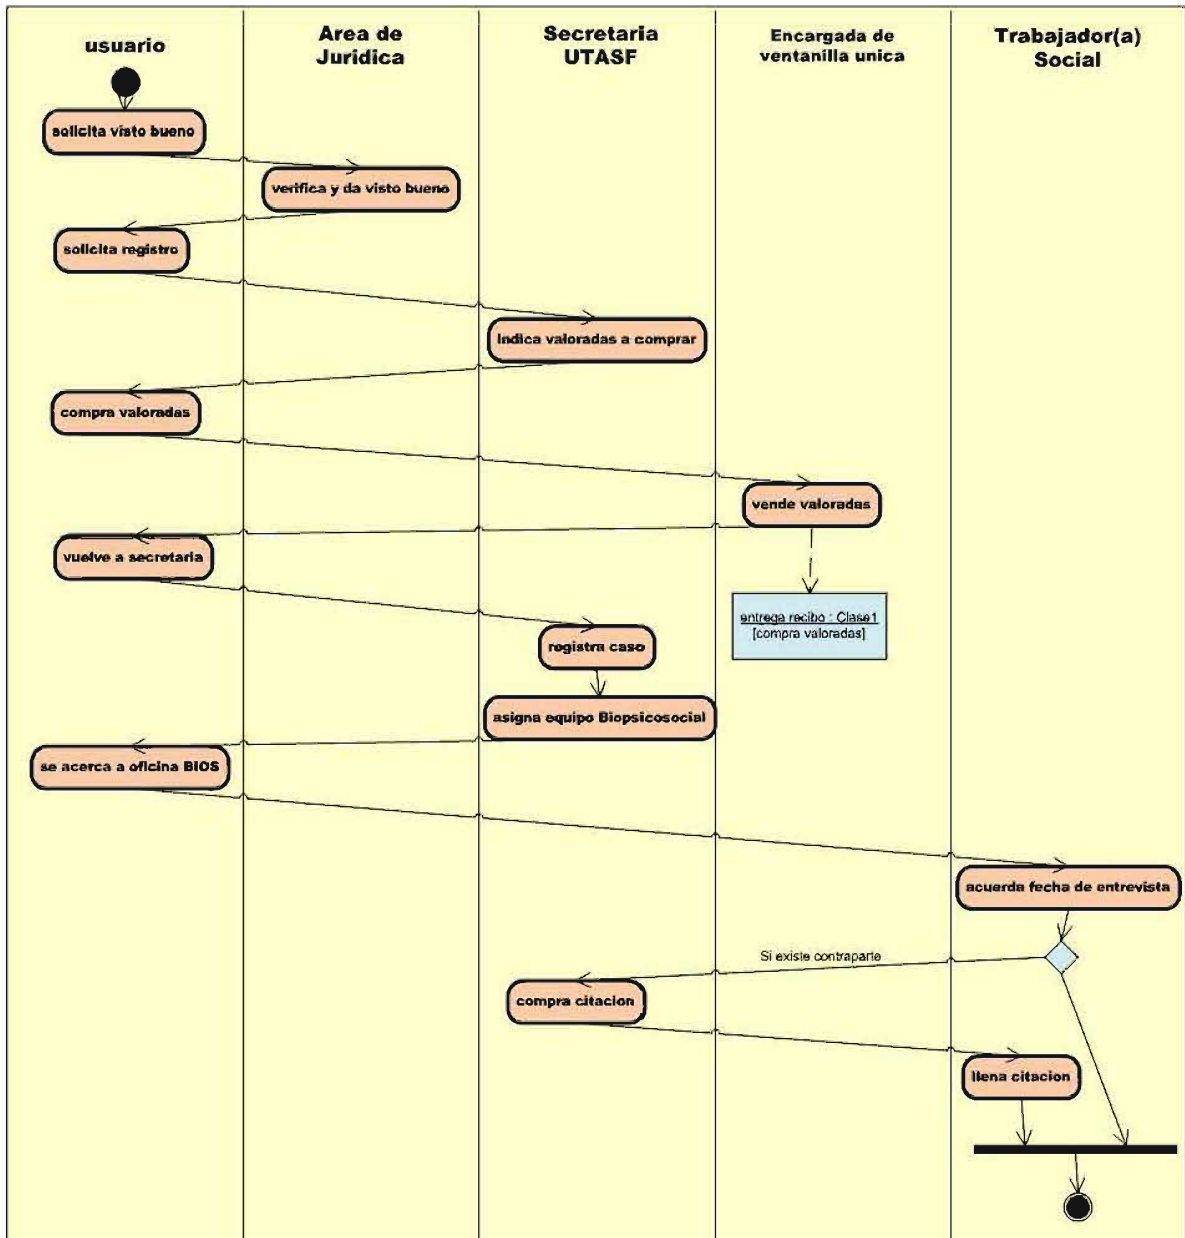 usuario
Area de
Juridica
Secretaria
UTASF
Encargada de
ventanilla unica
Trabajador(a)
Social
solicita visto bueno
verifica y da visto bueno
solicita registro
indica valoradas a comprar
compra valoradas
vende valoradas
vuelve a secretaria
entrega recibo : Clase1
[compra valoradas]
registra caso
asigna equipo Biopsicosocial
se acerca a oficina BIOS
acuerda fecha de entrevista
Si existe contraparte
compra citacion
llena citacion